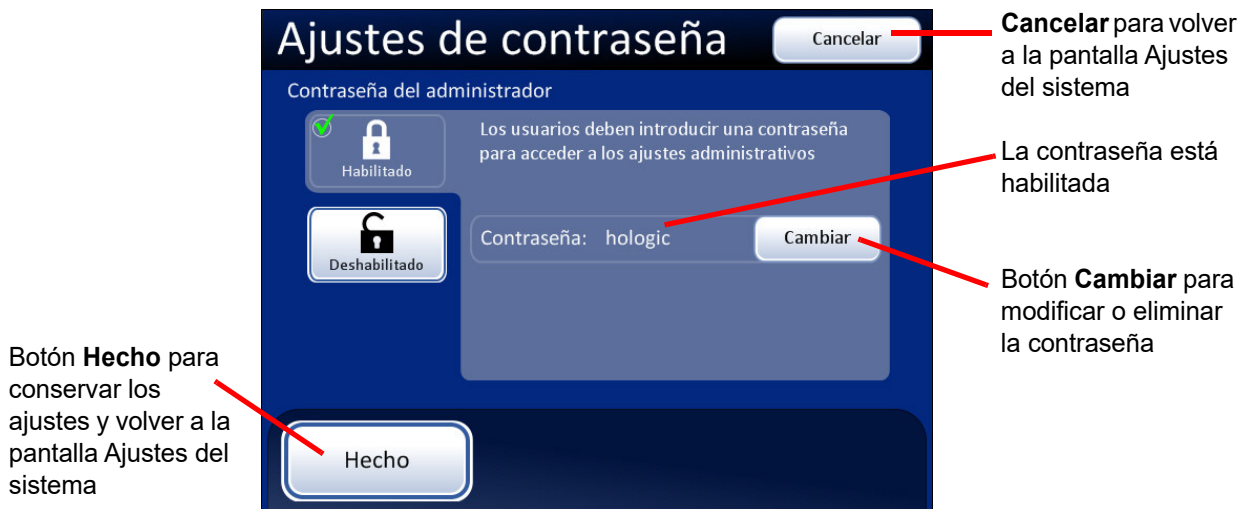 Ajustes de contraseña
Cancelar
Contraseña del administrador
Habilitado
Los usuarios deben introducir una contraseña
para acceder a los ajustes administrativos
Deshabilitado
Contraseña: hologic
Cambiar
Hecho
Cancelar para volver
a la pantalla Ajustes
del sistema
La contraseña está
habilitada
Botón Cambiar para
modificar o eliminar
la contraseña
Botón Hecho para
conservar los
ajustes y volver a la
pantalla Ajustes del
sistema